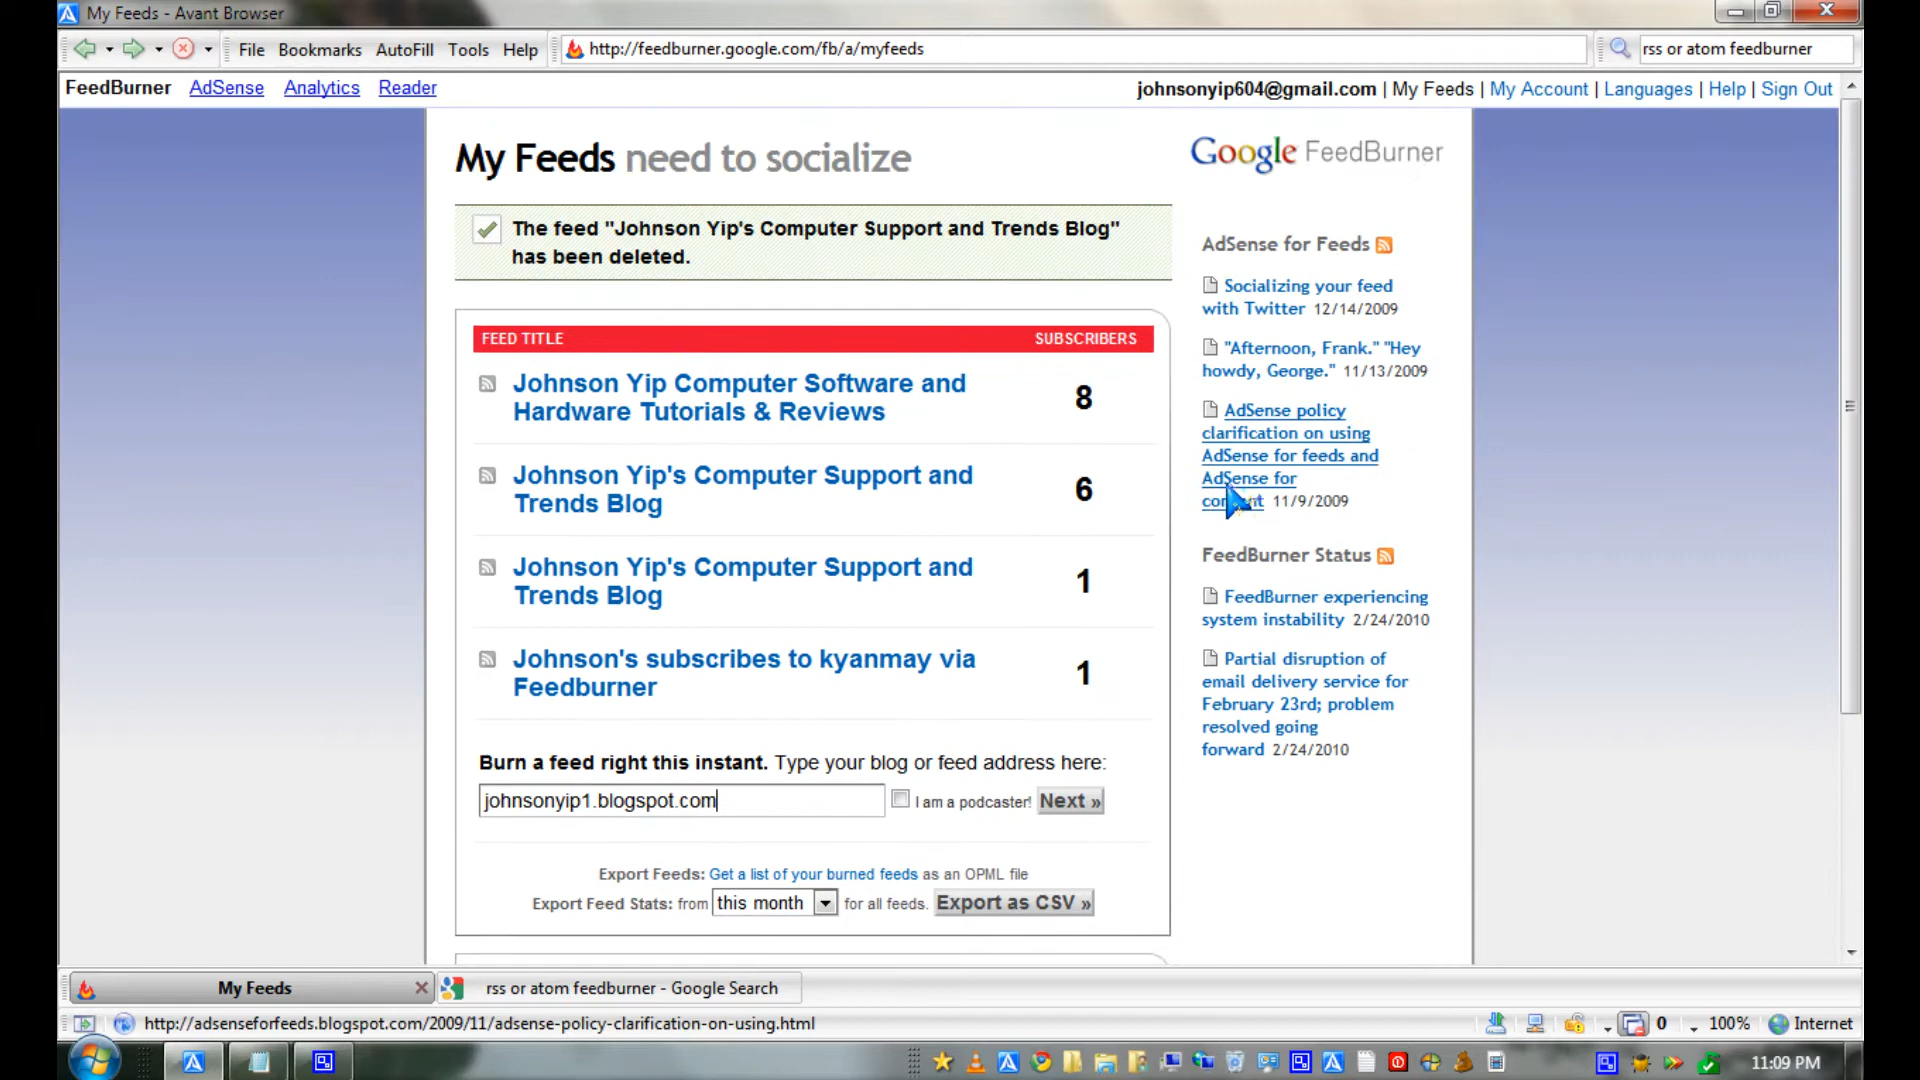 My Feeds - Avant Browser
File Bookmarks AutoFill Tools Help
http://feedburner.google.com/fb/a/myfeeds
rss or atom feedburner
FeedBurner AdSense Analytics Reader
johnsonyip604@gmail.com | My Feeds | My Account | Languages | Help | Sign Out
My Feeds need to socialize
Google FeedBurner
The feed "Johnson Yip's Computer Support and Trends Blog"
has been deleted.
FEED TITLE SUBSCRIBERS
Johnson Yip Computer Software and
Hardware Tutorials & Reviews
8
Johnson Yip's Computer Support and
Trends Blog
6
Johnson Yip's Computer Support and
Trends Blog
1
Johnson's subscribes to kyanmay via
Feedburner
1
Burn a feed right this instant. Type your blog or feed address here:
johnsonyip1.blogspot.com
I am a podcaster!
Next »
Export Feeds: Get a list of your burned feeds as an OPML file
Export Feed Stats: from this month for all feeds. Export as CSV »
AdSense for Feeds
Socializing your feed
with Twitter 12/14/2009
"Afternoon, Frank." "Hey
howdy, George." 11/13/2009
AdSense policy
clarification on using
AdSense for feeds and
AdSense for
11/9/2009
FeedBurner Status
FeedBurner experiencing
system instability 2/24/2010
Partial disruption of
email delivery service for
February 23rd; problem
resolved going
forward 2/24/2010
My Feeds
rss or atom feedburner - Google Search
http://adsenseforfeeds.blogspot.com/2009/11/adsense-policy-clarification-on-using.html
0
100%
Internet
11:09 PM